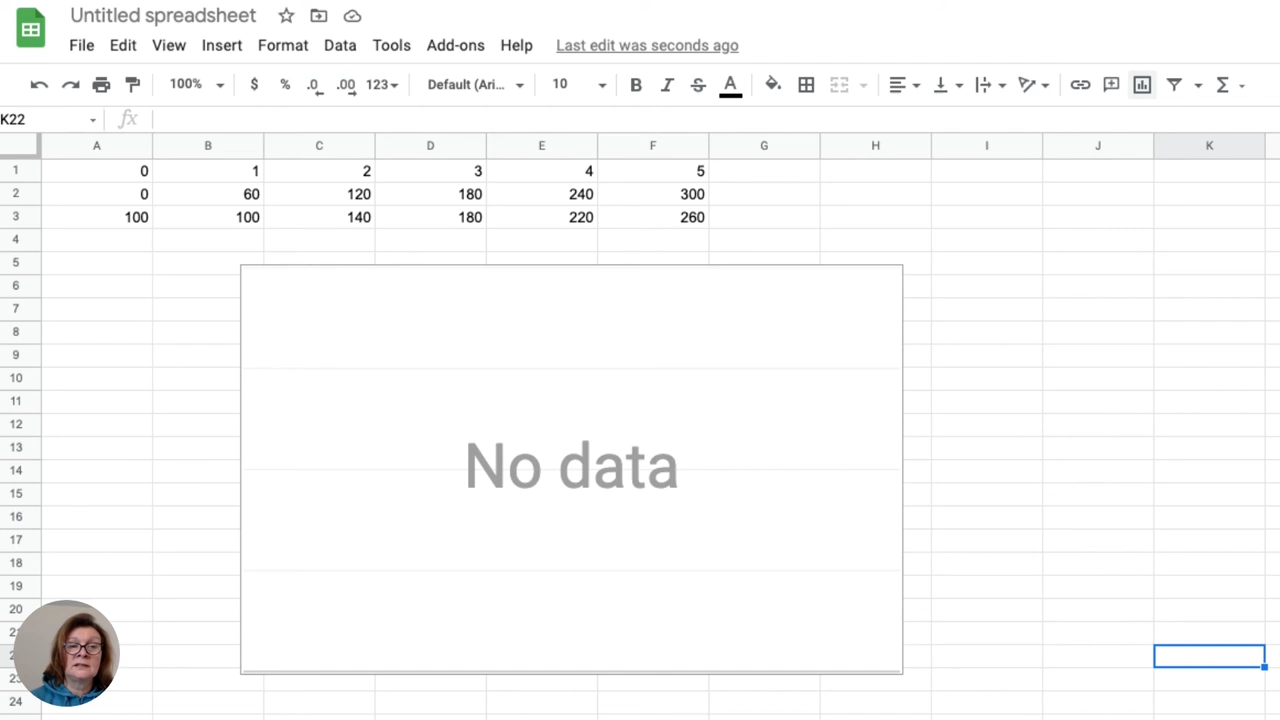 Untitled spreadsheet
File Edit View Insert Format Data Tools Add-ons Help Last edit was seconds ago
100% $ % .0 .00 123 Default (Ari... 10 B I S A Σ
K22 fx
A B C D E F G H I J K
1 0 1 2 3 4 5
2 0 60 120 180 240 300
3 100 100 140 180 220 260
4
5
6
7
8
9
10
11
12
13
14 No data
15
16
17
18
19
20
21
2
23
24